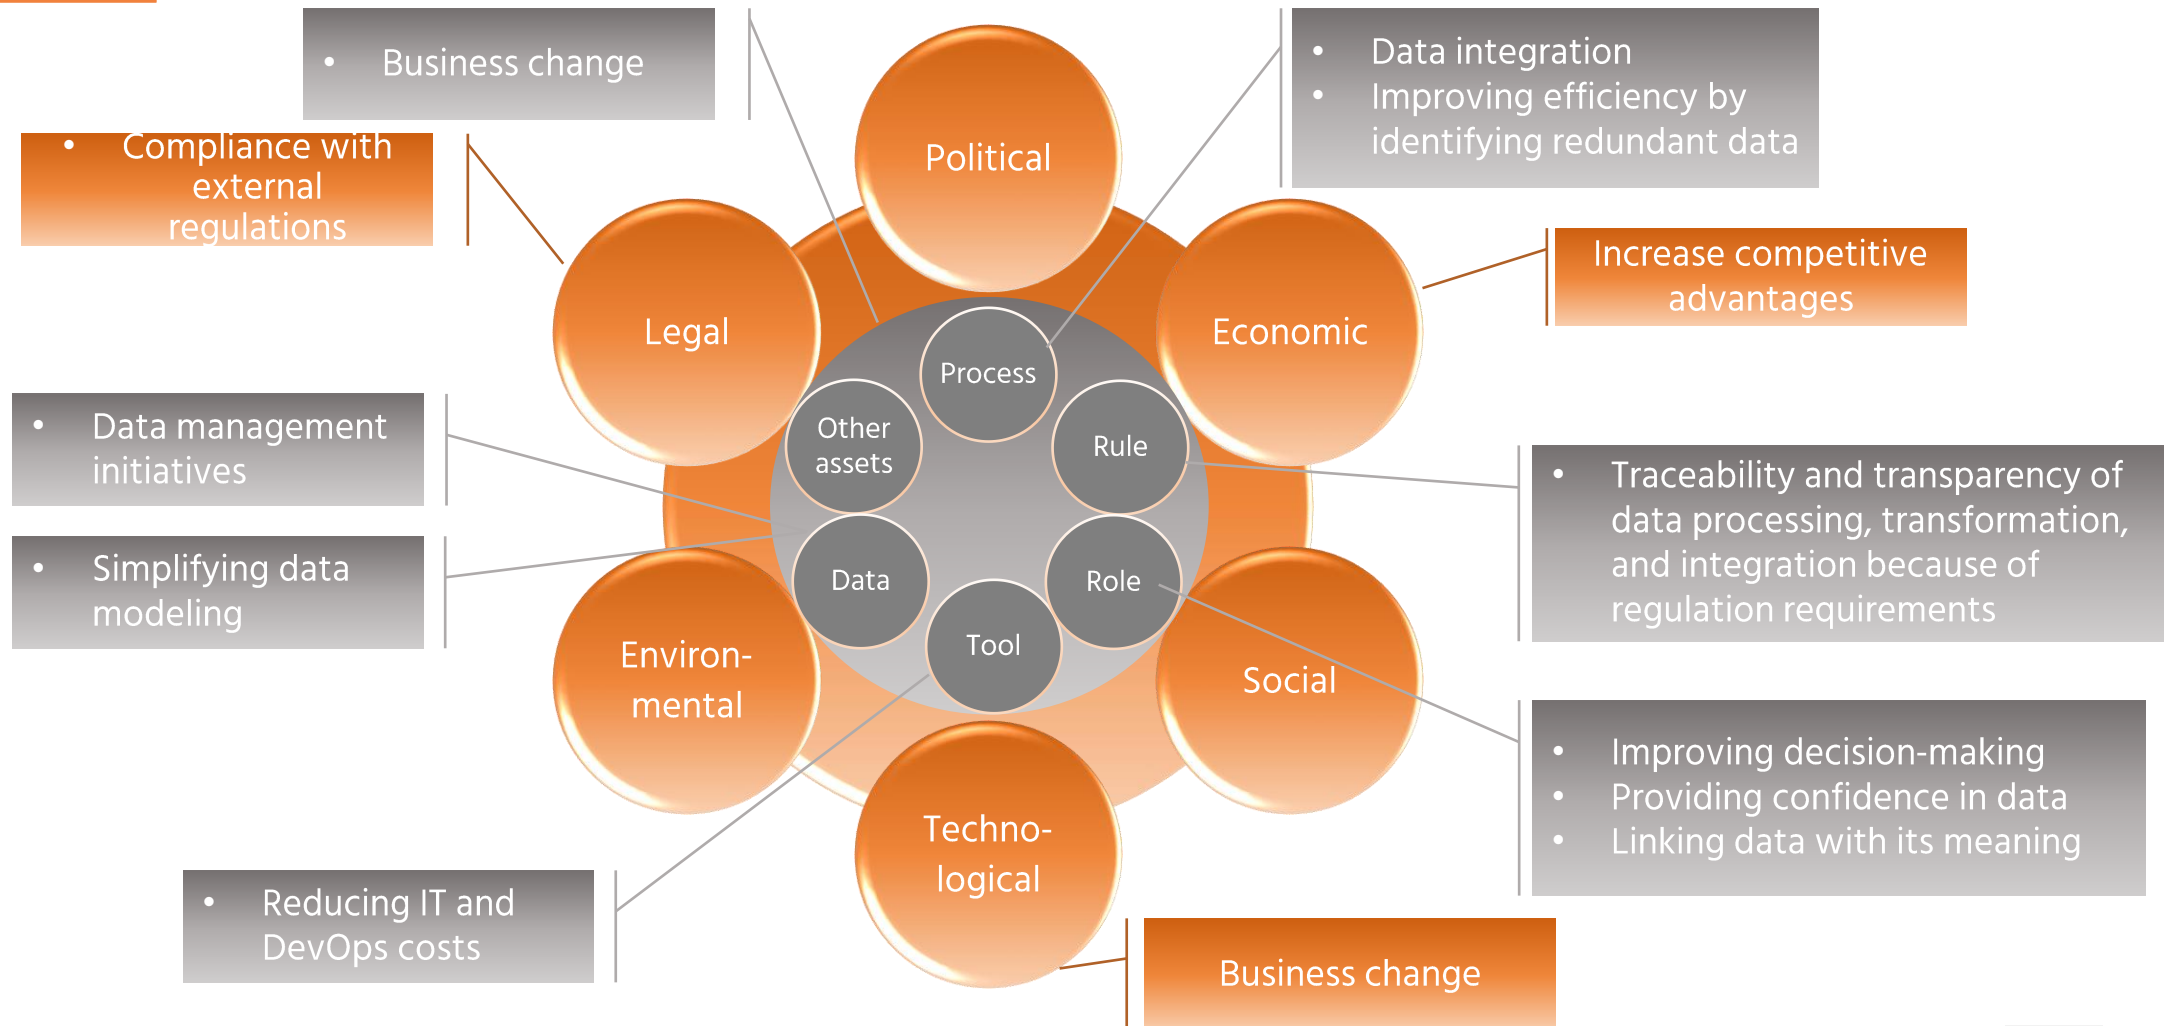 • Business change
• Data integration
• Improving efficiency by
identifying redundant data
• Compliance with
external
regulations
Political
Increase competitive
advantages
Legal
Economic
Process
Other
assets
Rule
• Data management
initiatives
• Traceability and transparency of
data processing, transformation,
and integration because of
regulation requirements
• Simplifying data
modeling
Data
Role
Tool
Environ-
mental
Social
• Improving decision-making
• Providing confidence in data
• Linking data with its meaning
Techno-
logical
• Reducing IT and
DevOps costs
Business change